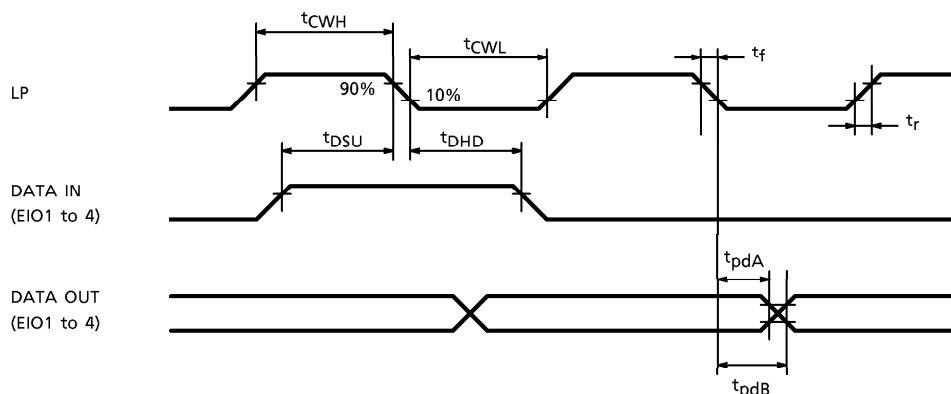 tCWH
tCWL
tf
LP
90%
10%
tr
tDSU
tDHD
DATA IN
(EIO1 to 4)
tpdA
DATA OUT
(EIO1 to 4)
tpdB